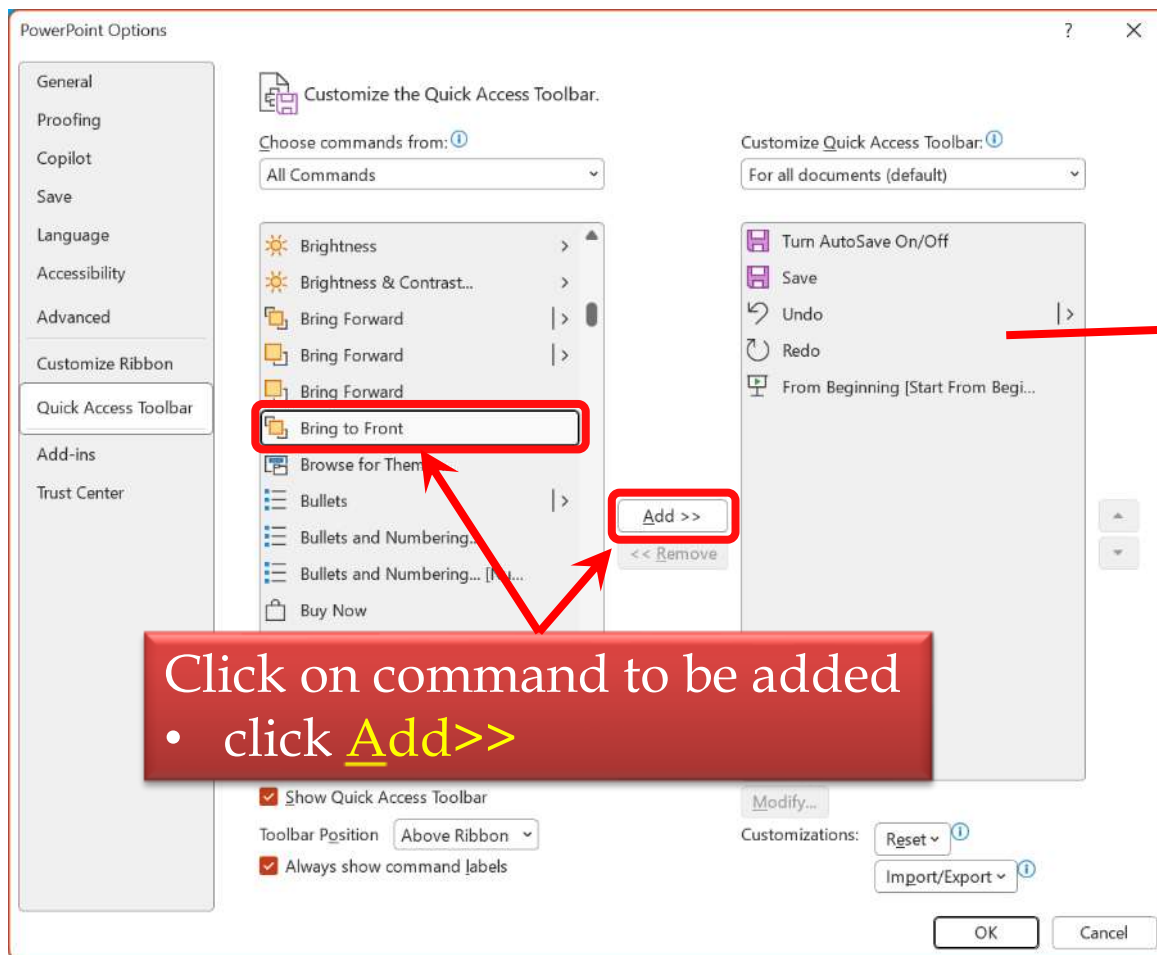 PowerPoint Options ?
General
Proofing
Copilot
Save
Language
Accessibility
Advanced
Customize Ribbon
Quick Access Toolbar
Add-ins
Trust Center
Customize the Quick Access Toolbar.
Choose commands from:
All Commands
Brightness
Brightness & Contrast...
Bring Forward
Bring Forward
Bring Forward
Bring to Front
Browse for Them
Bullets
Bullets and Numbering...
Bullets and Numbering...
Buy Now
Add >>
<< Remove
Customize Quick Access Toolbar:
For all documents (default)
Turn AutoSave On/Off
Save
Undo
Redo
From Beginning [Start From Begi...
Click on command to be added
• click Add>>
Show Quick Access Toolbar
Toolbar Position Above Ribbon
Always show command labels
Modify...
Customizations: Reset
Import/Export
OK Cancel